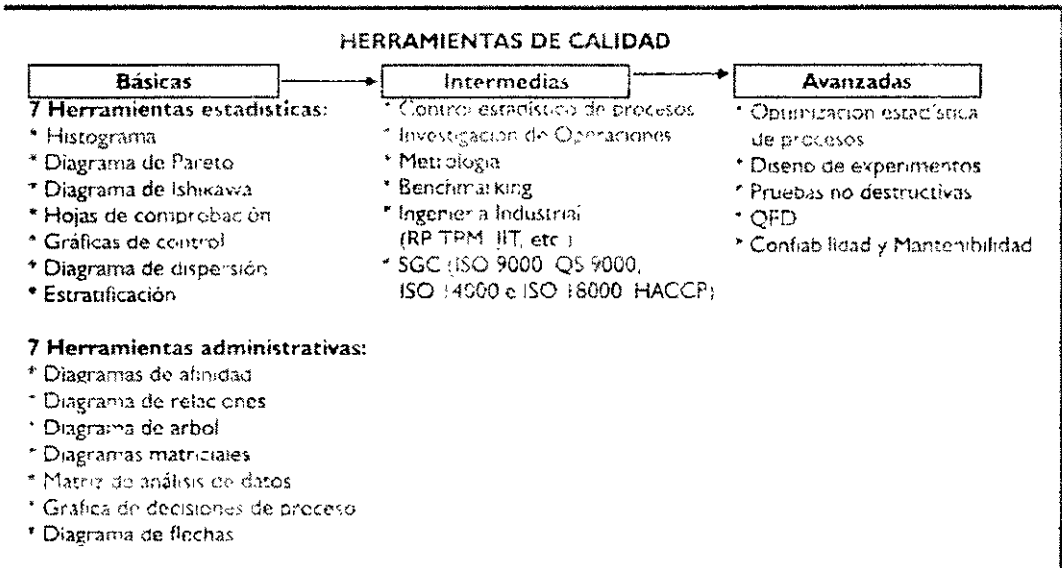 HERRAMIENTAS DE CALIDAD
Básicas
7 Herramientas estadísticas:
* Histograma
* Diagrama de Pareto
* Diagrama de Ishikawa
* Hojas de comprobación
* Gráficas de control
* Diagrama de dispersión
* Estratificación
7 Herramientas administrativas:
* Diagramas de afinidad
* Diagrama de relaciones
* Diagrama de arbol
* Diagramas matriciales
* Matriz de análisis de datos
* Gráfica de decisiones de proceso
* Diagrama de flechas
Intermedias
* Control estadístico de procesos
* Investigación de Operaciones
* Metrología
* Benchmarking
* Ingeniería Industrial
(RP TPM JIT, etc.)
* SGC (ISO 9000 QS 9000,
ISO 14000 e ISO 18000 HACCP)
Avanzadas
* Optimización estadística
de procesos
* Diseño de experimentos
* Pruebas no destructivas
* QFD
* Confiabilidad y Mantenibilidad